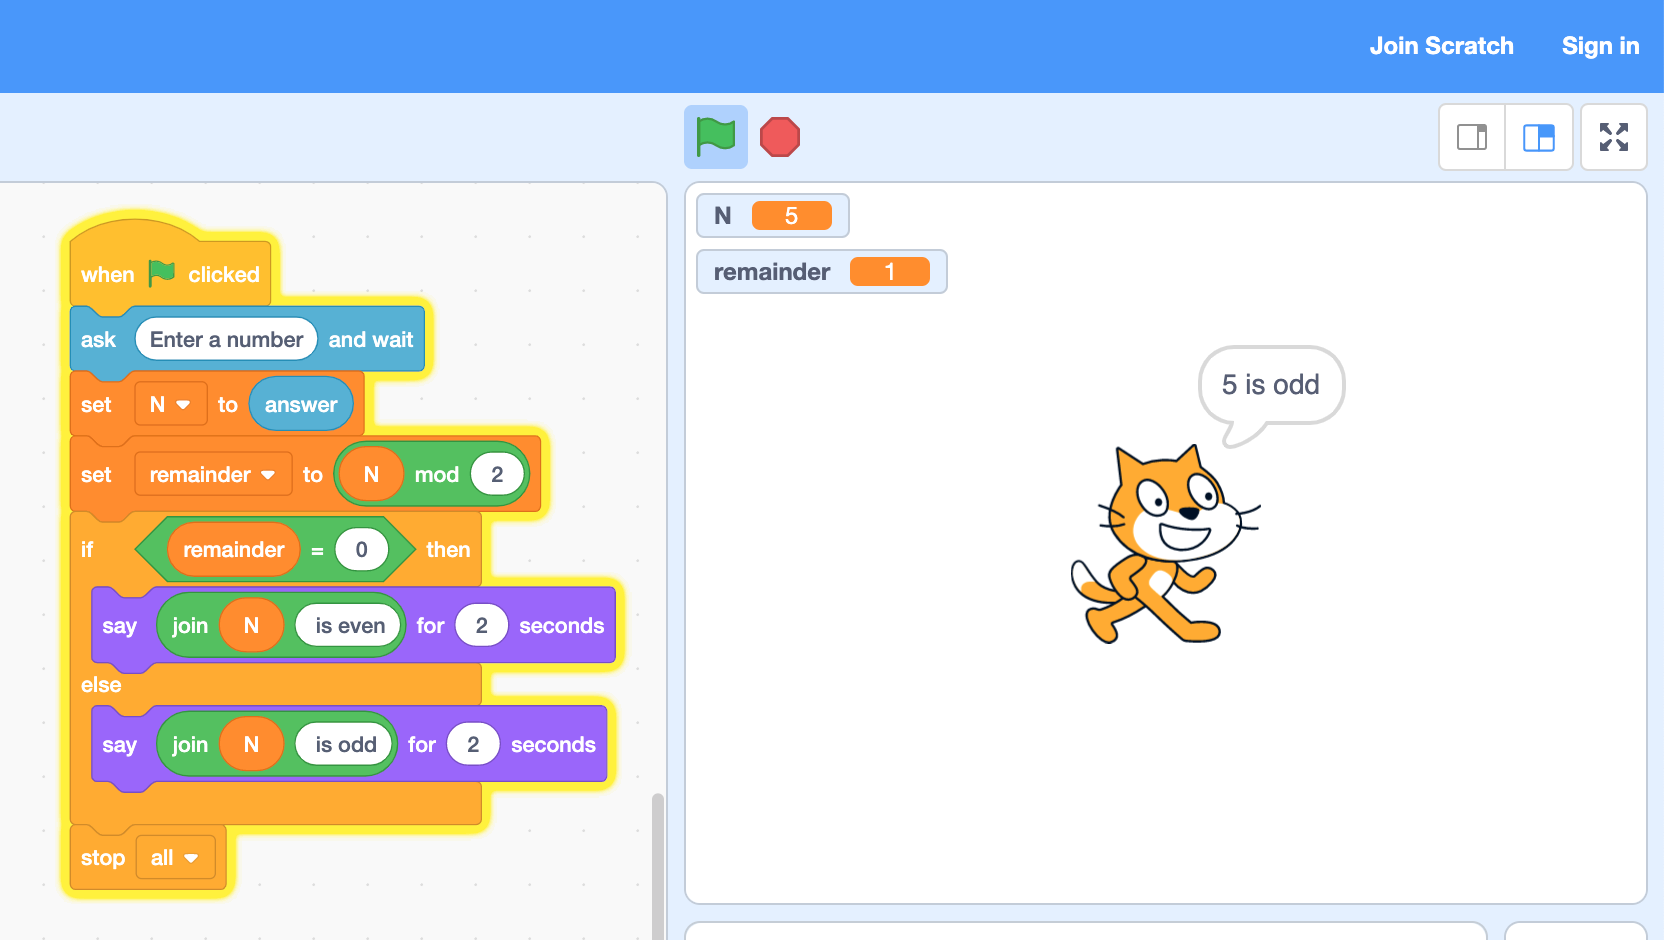 Join Scratch Sign in
when clicked
ask Enter a number and wait
set N to answer
set remainder to N mod 2
if remainder = 0 then
say join N is even for 2 seconds
else
say join N is odd for 2 seconds
stop all
N 5
remainder 1
5 is odd